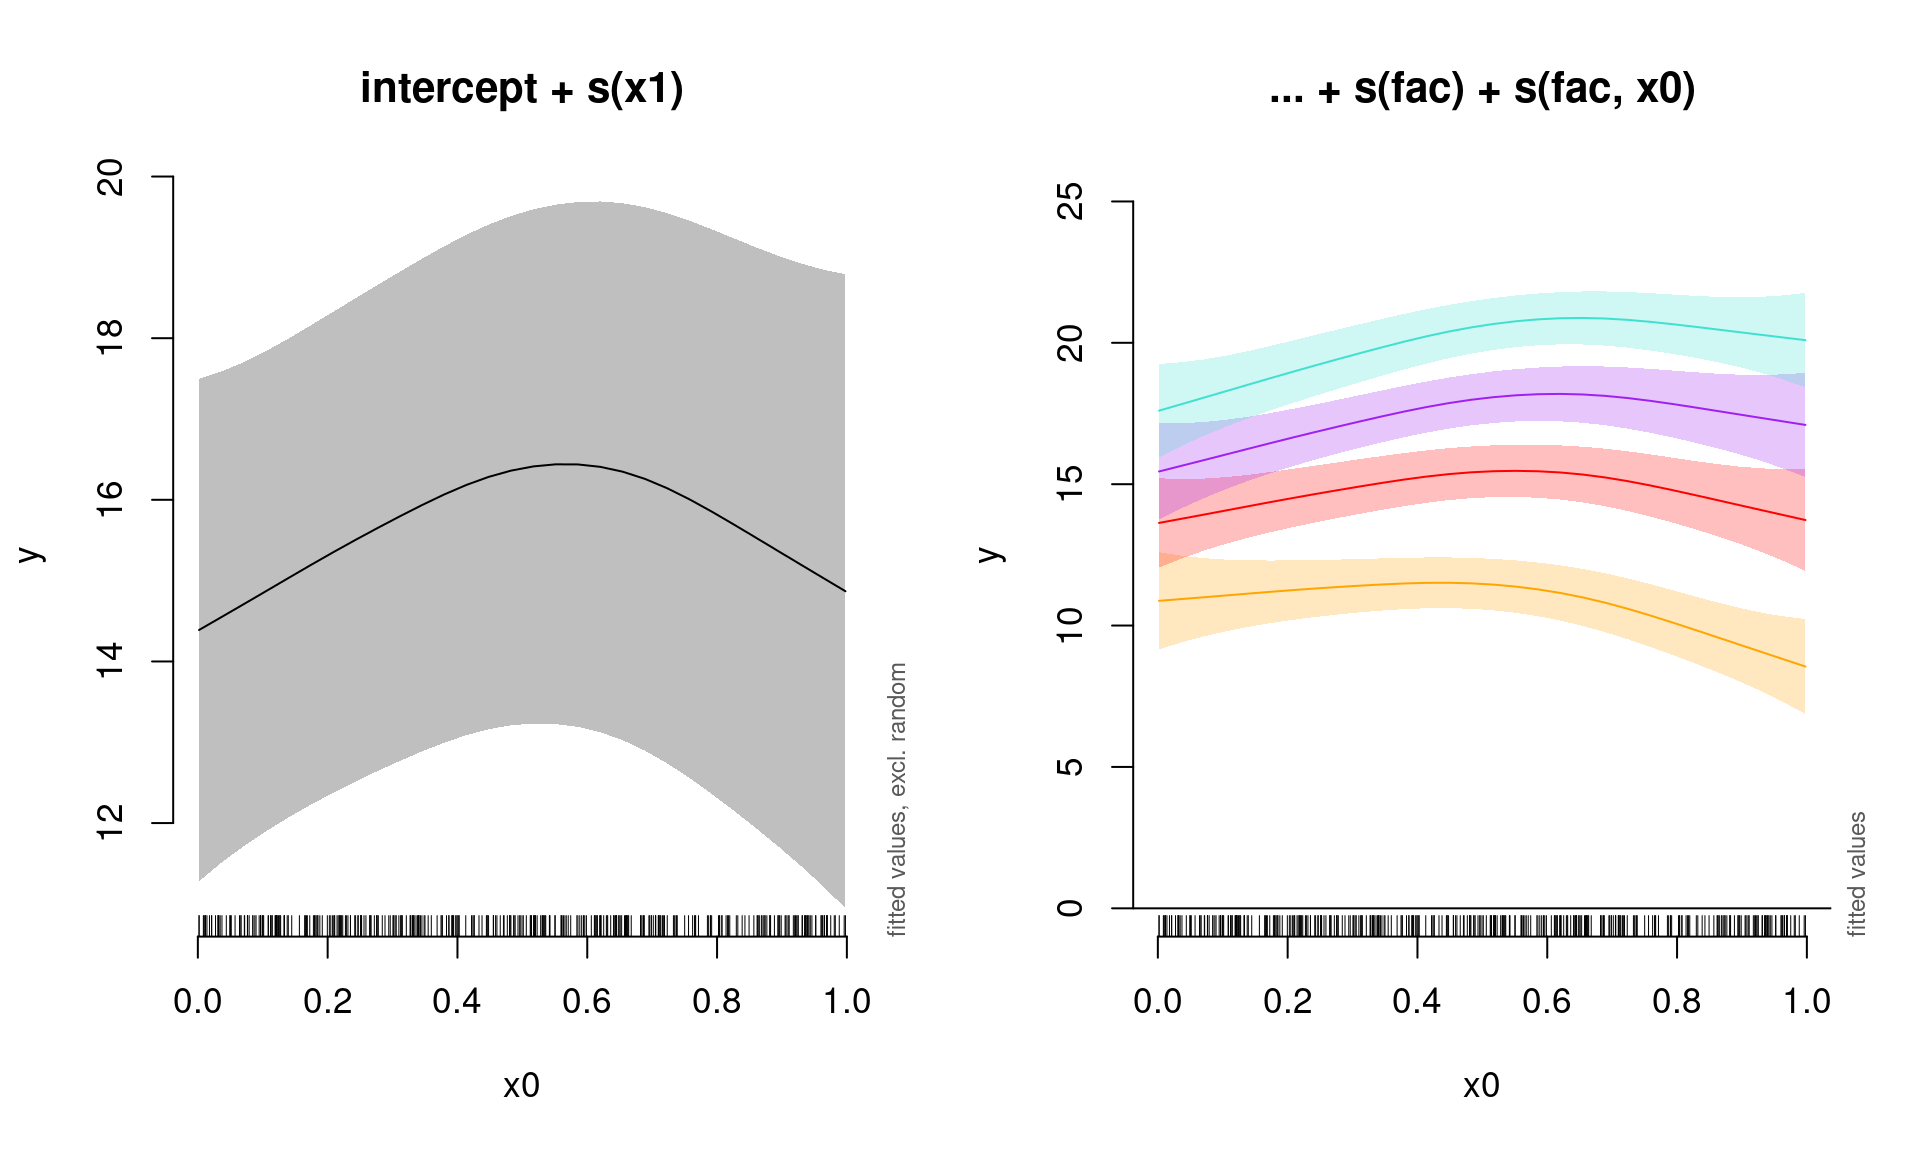 intercept + s(x1)
20
18
16
14
12
y
0.0 0.2 0.4 0.6 0.8 1.0
x0
fitted values, excl. random
... + s(fac) + s(fac, x0)
25
20
15
10
5
0
y
0.0 0.2 0.4 0.6 0.8 1.0
x0
fitted values